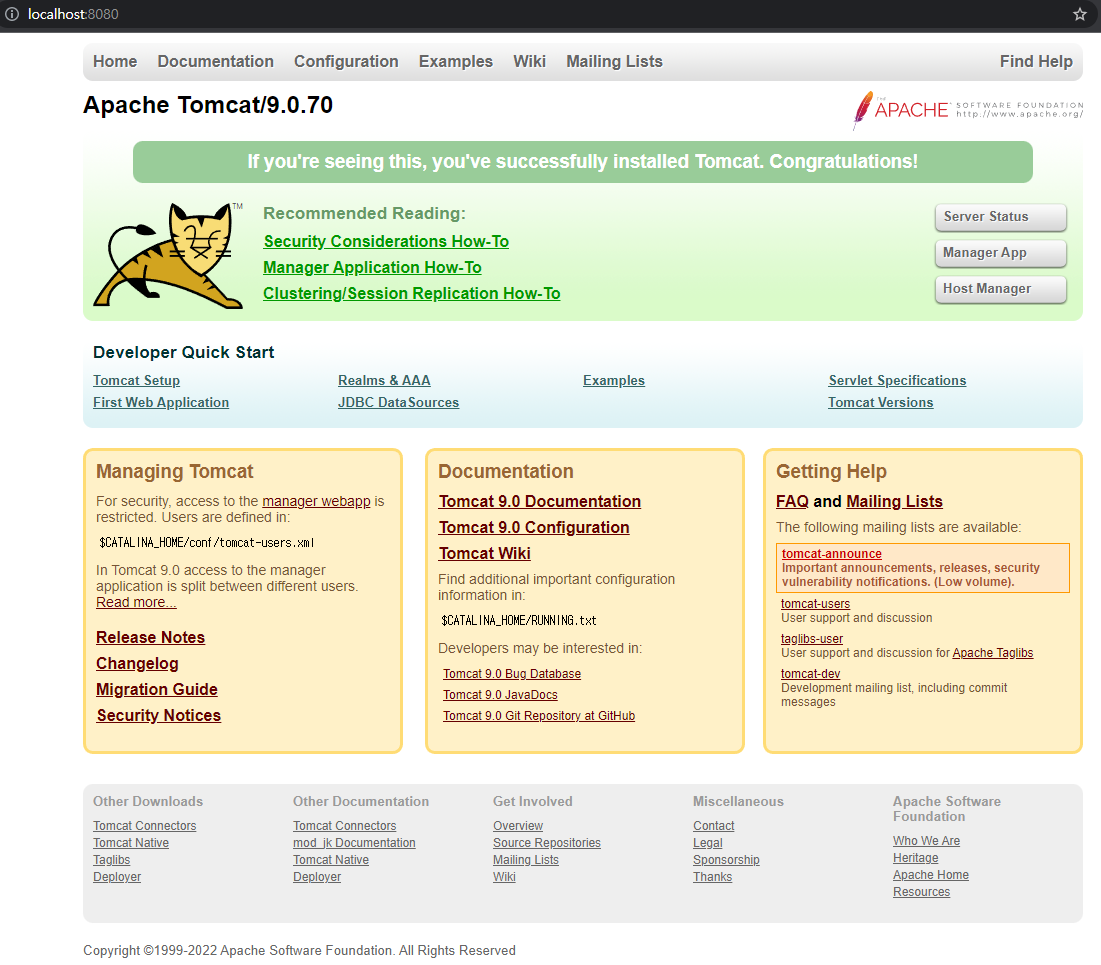 localhost:8080
Home Documentation Configuration Examples Wiki Mailing Lists Find Help
Apache Tomcat/9.0.70
THE
APACHE SOFTWARE FOUNDATION
http://www.apache.org/
If you're seeing this, you've successfully installed Tomcat. Congratulations!
TM
Recommended Reading:
Security Considerations How-To
Manager Application How-To
Clustering/Session Replication How-To
Server Status
Manager App
Host Manager
Developer Quick Start
Tomcat Setup
First Web Application
Realms & AAA
JDBC DataSources
Examples
Servlet Specifications
Tomcat Versions
Managing Tomcat
For security, access to the manager webapp is
restricted. Users are defined in:
$CATALINA_HOME/conf/tomcat-users.xml
In Tomcat 9.0 access to the manager
application is split between different users.
Read more...
Release Notes
Changelog
Migration Guide
Security Notices
Documentation
Tomcat 9.0 Documentation
Tomcat 9.0 Configuration
Tomcat Wiki
Find additional important configuration
information in:
$CATALINA_HOME/RUNNING.txt
Developers may be interested in:
Tomcat 9.0 Bug Database
Tomcat 9.0 JavaDocs
Tomcat 9.0 Git Repository at GitHub
Getting Help
FAQ and Mailing Lists
The following mailing lists are available:
tomcat-announce
Important announcements, releases, security
vulnerability notifications. (Low volume).
tomcat-users
User support and discussion
taglibs-user
User support and discussion for Apache Taglibs
tomcat-dev
Development mailing list, including commit
messages
Other Downloads
Tomcat Connectors
Tomcat Native
Taglibs
Deployer
Other Documentation
Tomcat Connectors
mod_jk Documentation
Tomcat Native
Deployer
Get Involved
Overview
Source Repositories
Mailing Lists
Wiki
Miscellaneous
Contact
Legal
Sponsorship
Thanks
Apache Software
Foundation
Who We Are
Heritage
Apache Home
Resources
Copyright ©1999-2022 Apache Software Foundation. All Rights Reserved